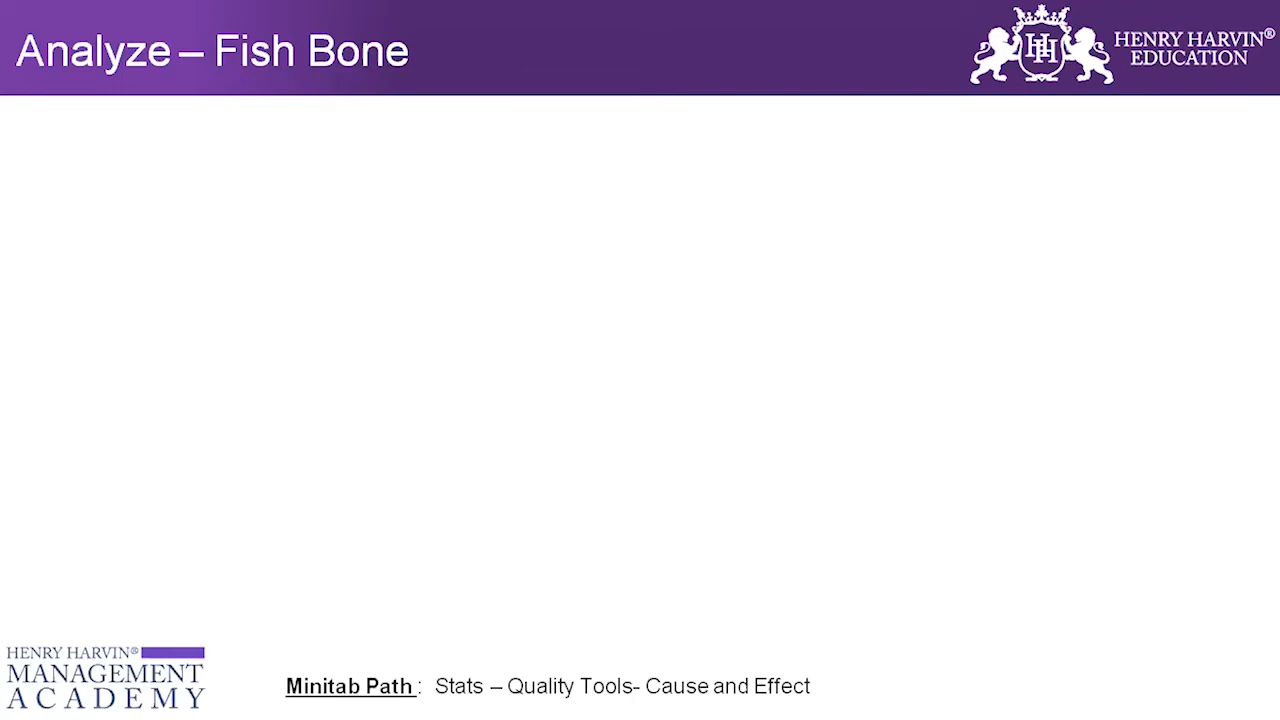 Analyze – Fish Bone
HENRY HARVIN®
EDUCATION
HENRY HARVIN®
MANAGEMENT
ACADEMY
Minitab Path :  Stats – Quality Tools- Cause and Effect